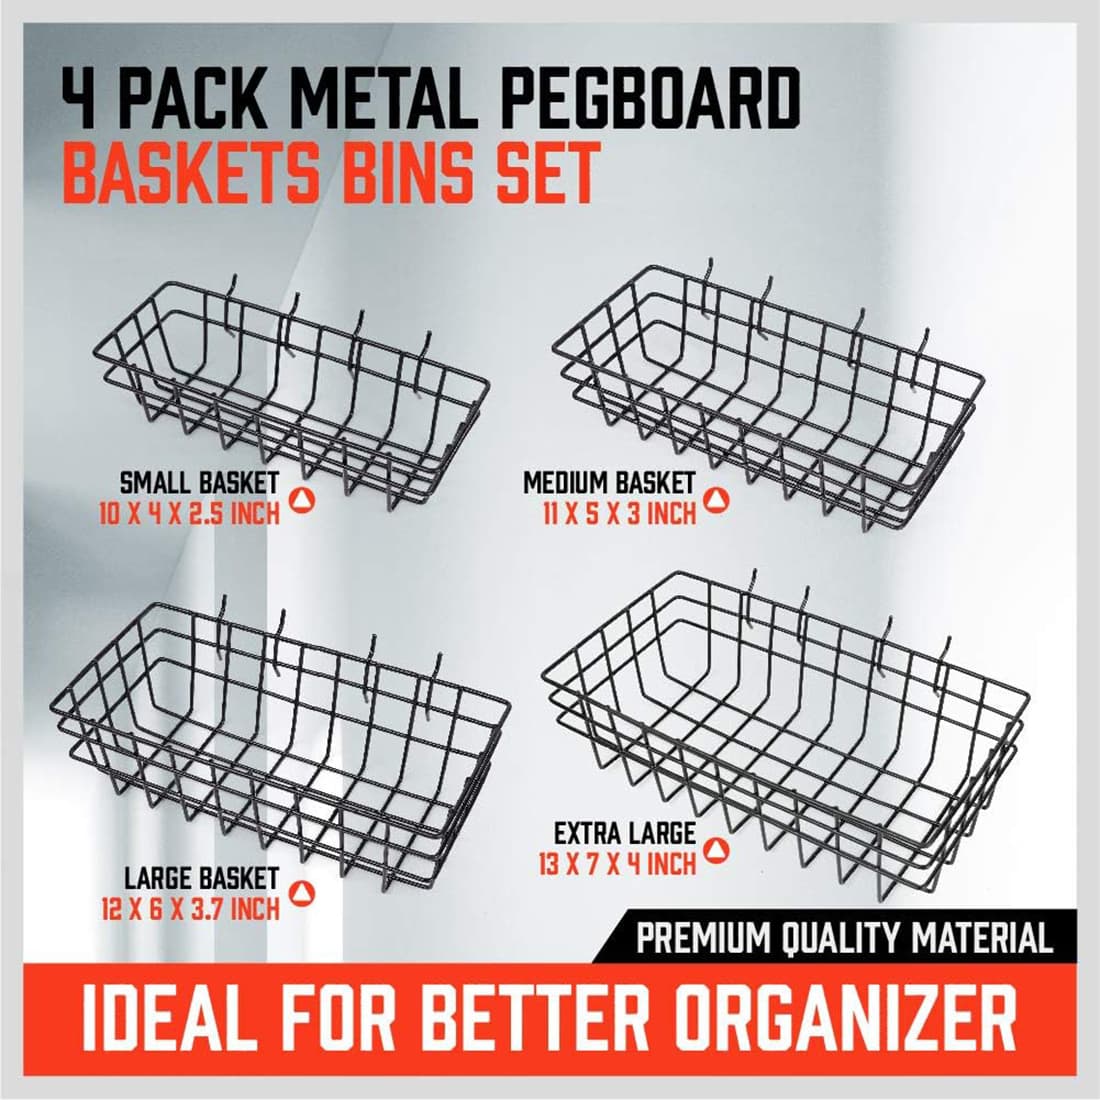 4 PACK METAL PEGBOARD
BASKETS BINS SET
SMALL BASKET
10 X 4 X 2.5 INCH
MEDIUM BASKET
11 X 5 X 3 INCH
LARGE BASKET
12 X 6 X 3.7 INCH
EXTRA LARGE
13 X 7 X 4 INCH
PREMIUM QUALITY MATERIAL
IDEAL FOR BETTER ORGANIZER